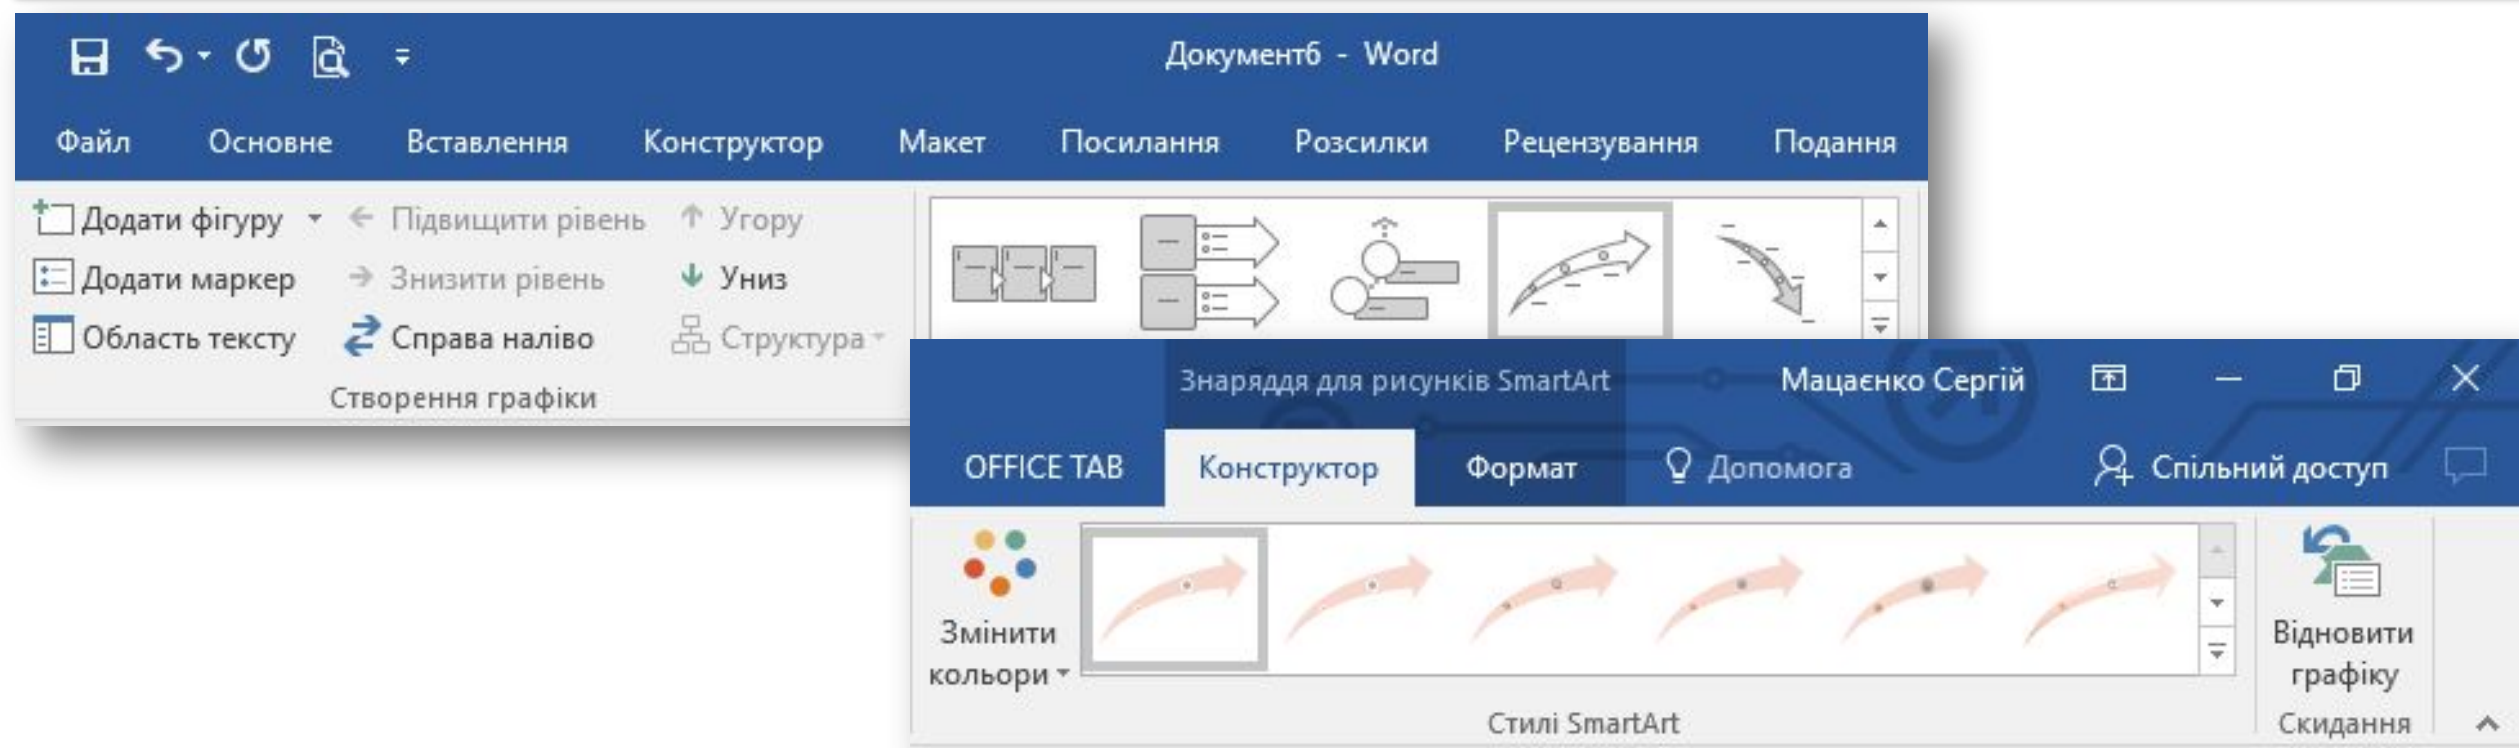 Документ6 - Word
Файл Основне Вставлення Конструктор Макет Посилання Розсилки Рецензування Подання
Додати фігуру Підвищити рівень Угору
Додати маркер Знизити рівень Униз
Область тексту Справа наліво Структура
Створення графіки
Знаряддя для рисунків SmartArt Мацаєнко Сергій
OFFICE TAB Конструктор Формат Допомога Спільний доступ
Змінити кольори
Відновити графіку
Стилі SmartArt Скидання